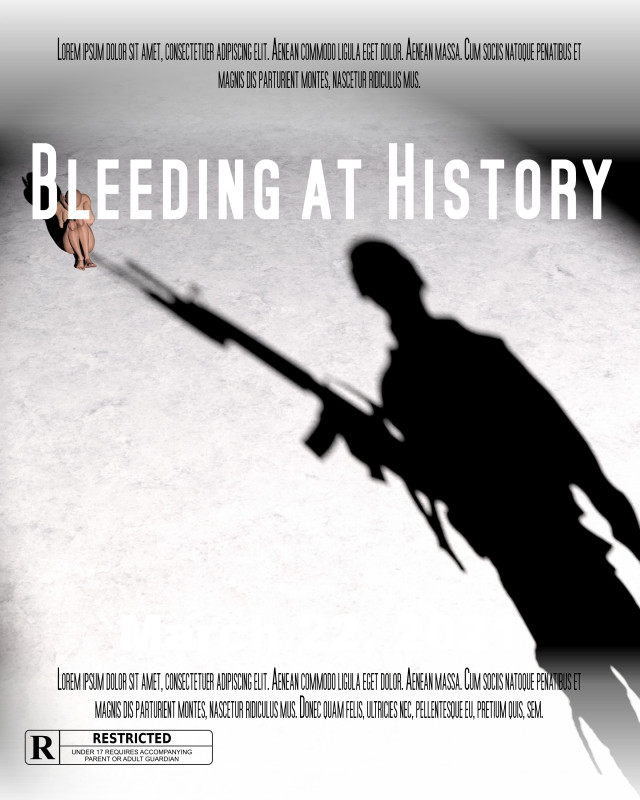 Lorem ipsum dolor sit amet, consectetuer adipiscing elit. Aenean commodo ligula eget dolor. Aenean massa. Cum sociis natoque penatibus et
magnis dis parturient montes, nascetur ridiculus mus.
Bleeding at History
March 22, 20
Lorem ipsum dolor sit amet, consectetuer adipiscing elit. Aenean commodo ligula eget dolor. Aenean massa. Cum sociis natoque penatibus et
magnis dis parturient montes, nascetur ridiculus mus. Donec quam felis, ultricies nec, pellentesque eu, pretium quis, sem.
R RESTRICTED
UNDER 17 REQUIRES ACCOMPANYING
PARENT OR ADULT GUARDIAN